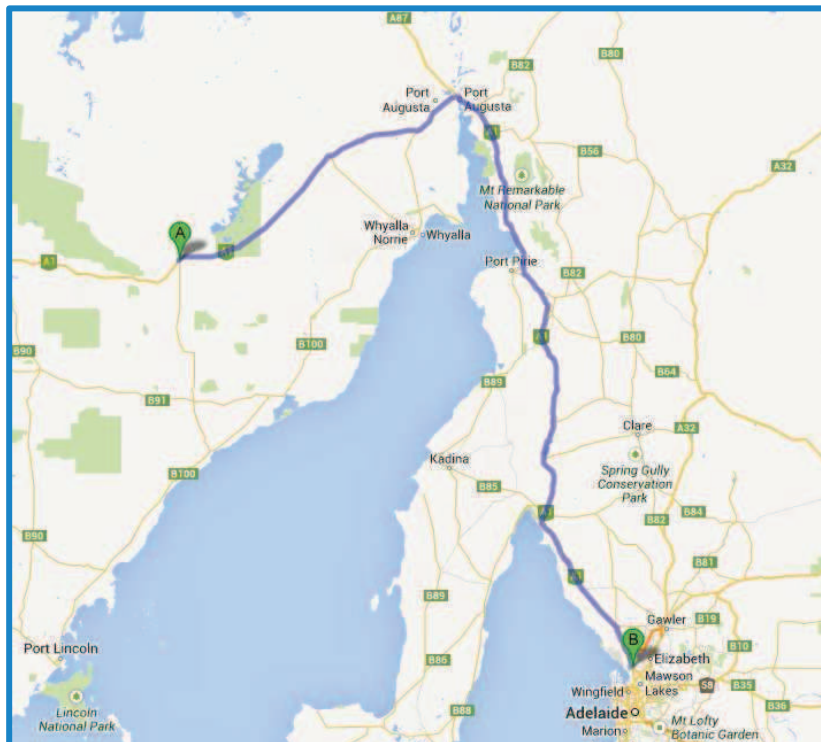 A87
B82
B80
Port
Augusta
Port
Augusta
A1
B56
A32
Mt Remarkable
National Park
A
Whyalla
Norrie
Whyalla
A1
A1
Port Pirie
B82
B90
B100
A1
B80
B89
B64
B91
Clare
A32
Kadina
B100
Spring Gully
Conservation
Park
B85
A1
B84
B82
B90
B81
A1
B89
B19
Gawler
B
B10
Port Lincoln
B86
Elizabeth
Mawson
Lakes
Wingfield
58
B35
Lincoln
National Park
B88
Adelaide
B36
Marion
Mt Lofty
Botanic Garden